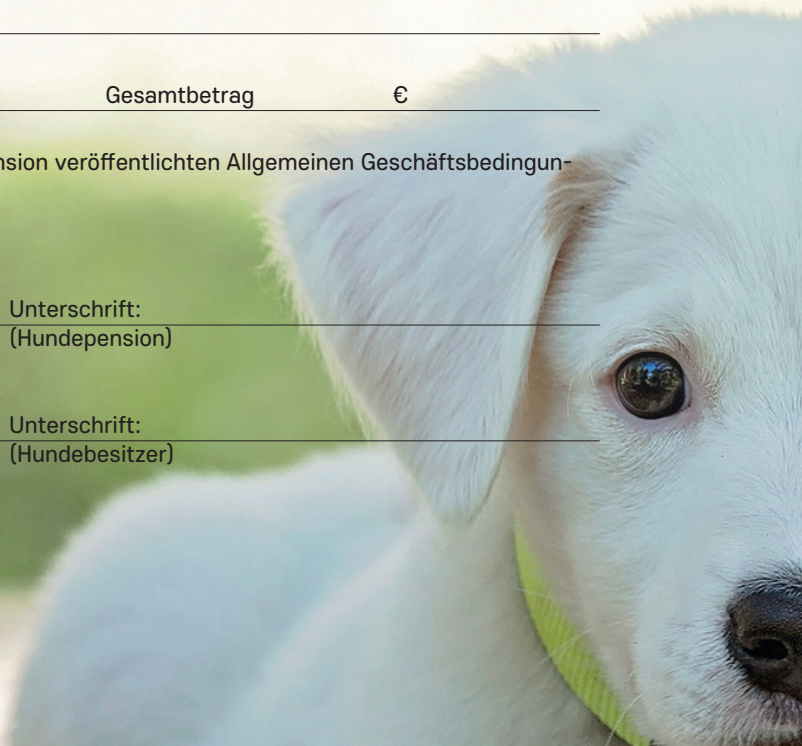 Gesamtbetrag €
nsion veröffentlichten Allgemeinen Geschäftsbedingun-
Unterschrift:
(Hundepension)
Unterschrift:
(Hundebesitzer)